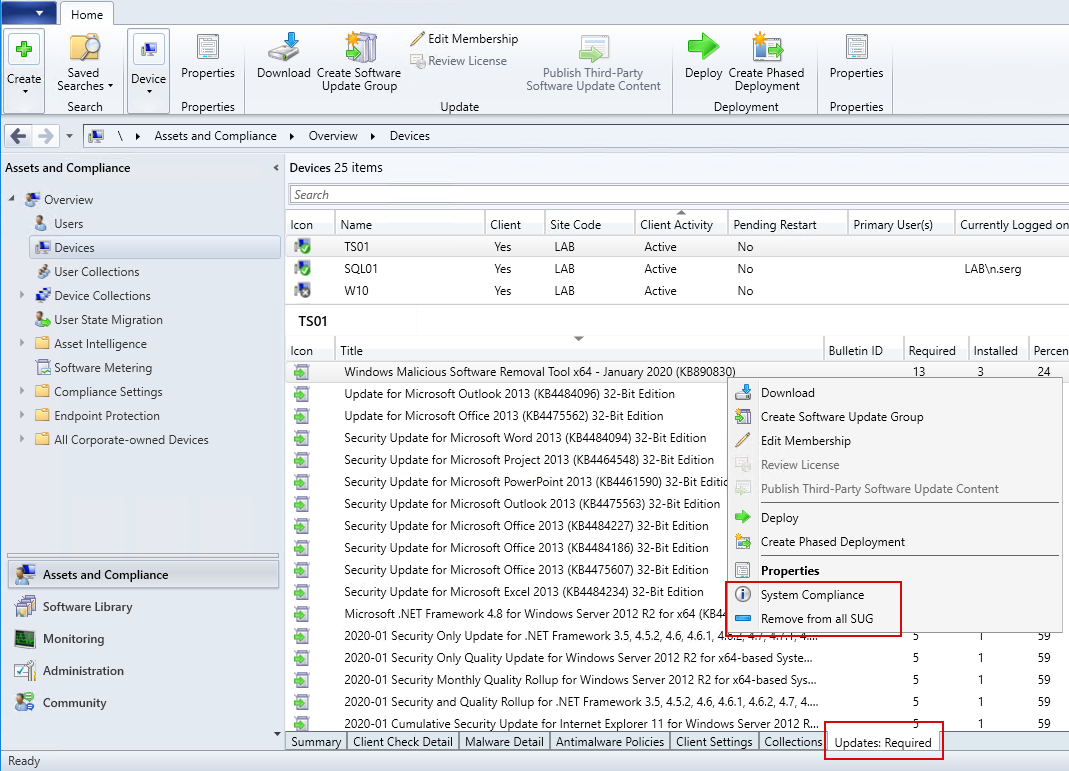 Home
Create
Saved Searches
Search
Device
Properties
Properties
Download
Create Software Update Group
Edit Membership
Review License
Publish Third-Party Software Update Content
Update
Deploy
Create Phased Deployment
Deployment
Properties
Properties
\ Assets and Compliance Overview Devices
Assets and Compliance
Overview
Users
Devices
User Collections
Device Collections
User State Migration
Asset Intelligence
Software Metering
Compliance Settings
Endpoint Protection
All Corporate-owned Devices
Assets and Compliance
Software Library
Monitoring
Administration
Community
Devices 25 items
Search
Icon Name Client Site Code Client Activity Pending Restart Primary User(s) Currently Logged on
TS01 Yes LAB Active No
SQL01 Yes LAB Active No LAB\n.serg
W10 Yes LAB Active No
TS01
Icon Title Bulletin ID Required Installed Percen
Windows Malicious Software Removal Tool x64 - January 2020 (KB890830) 13 3 24
Update for Microsoft Outlook 2013 (KB4484096) 32-Bit Edition
Update for Microsoft Office 2013 (KB4475562) 32-Bit Edition
Security Update for Microsoft Word 2013 (KB4484094) 32-Bit Edition
Security Update for Microsoft Project 2013 (KB4464548) 32-Bit Edition
Security Update for Microsoft PowerPoint 2013 (KB4461590) 32-Bit Editio
Security Update for Microsoft Outlook 2013 (KB4475563) 32-Bit Edition
Security Update for Microsoft Office 2013 (KB4484227) 32-Bit Edition
Security Update for Microsoft Office 2013 (KB4484186) 32-Bit Edition
Security Update for Microsoft Office 2013 (KB4475607) 32-Bit Edition
Security Update for Microsoft Excel 2013 (KB4484234) 32-Bit Edition
Microsoft .NET Framework 4.8 for Windows Server 2012 R2 for x64 (KB44
2020-01 Security Only Update for .NET Framework 3.5, 4.5.2, 4.6, 4.6.1, 4.6.2, 4.7, 4.7.1, 4.... 5 1 59
2020-01 Security Only Quality Update for Windows Server 2012 R2 for x64-based Syste... 5 1 59
2020-01 Security Monthly Quality Rollup for Windows Server 2012 R2 for x64-based Sys... 5 1 59
2020-01 Security and Quality Rollup for .NET Framework 3.5, 4.5.2, 4.6, 4.6.1, 4.6.2, 4.7, 4.... 5 1 59
2020-01 Cumulative Security Update for Internet Explorer 11 for Windows Server 2012 R... 5 1 59
Download
Create Software Update Group
Edit Membership
Review License
Publish Third-Party Software Update Content
Deploy
Create Phased Deployment
Properties
System Compliance
Remove from all SUG
Summary Client Check Detail Malware Detail Antimalware Policies Client Settings Collections Updates: Required
Ready